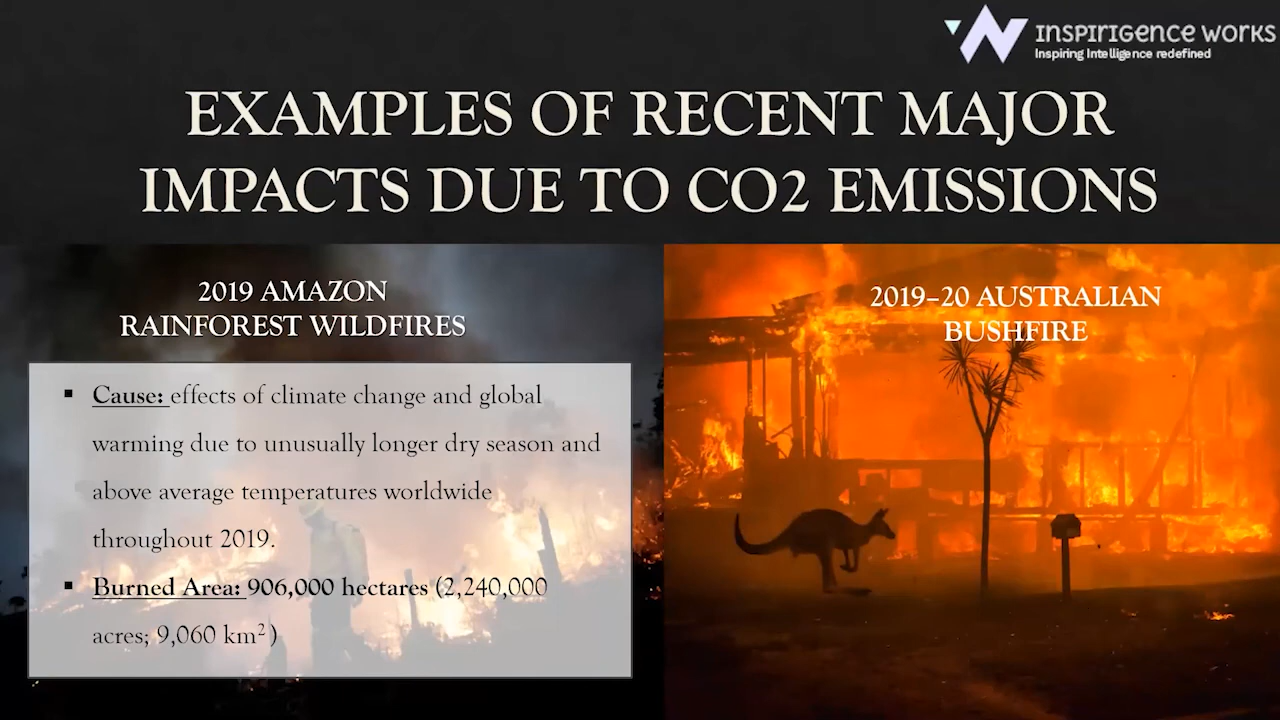 INSPIRIGENCE WORKS
Inspiring Intelligence redefined
EXAMPLES OF RECENT MAJOR
IMPACTS DUE TO CO2 EMISSIONS
2019 AMAZON
RAINFOREST WILDFIRES
▪ Cause: effects of climate change and global
warming due to unusually longer dry season and
above average temperatures worldwide
throughout 2019.
▪ Burned Area: 906,000 hectares (2,240,000
acres; 9,060 km²)
2019–20 AUSTRALIAN
BUSHFIRE